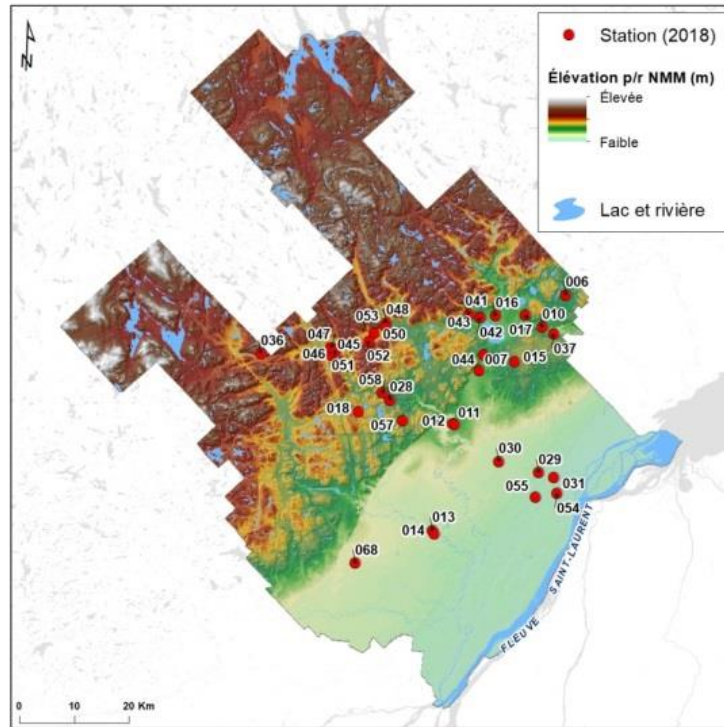 N
Station (2018)
Élévation p/r NMM (m)
Élevée
Faible
Lac et rivière
006
041 016
053 048
010
043
017
047 045 050
042
036
037
046
052
044 007 015
051
058
028
018
011
012
057
030
029
055
031
054
013
014
068
FLEUVE SAINT-LAURENT
0 10 20 Km